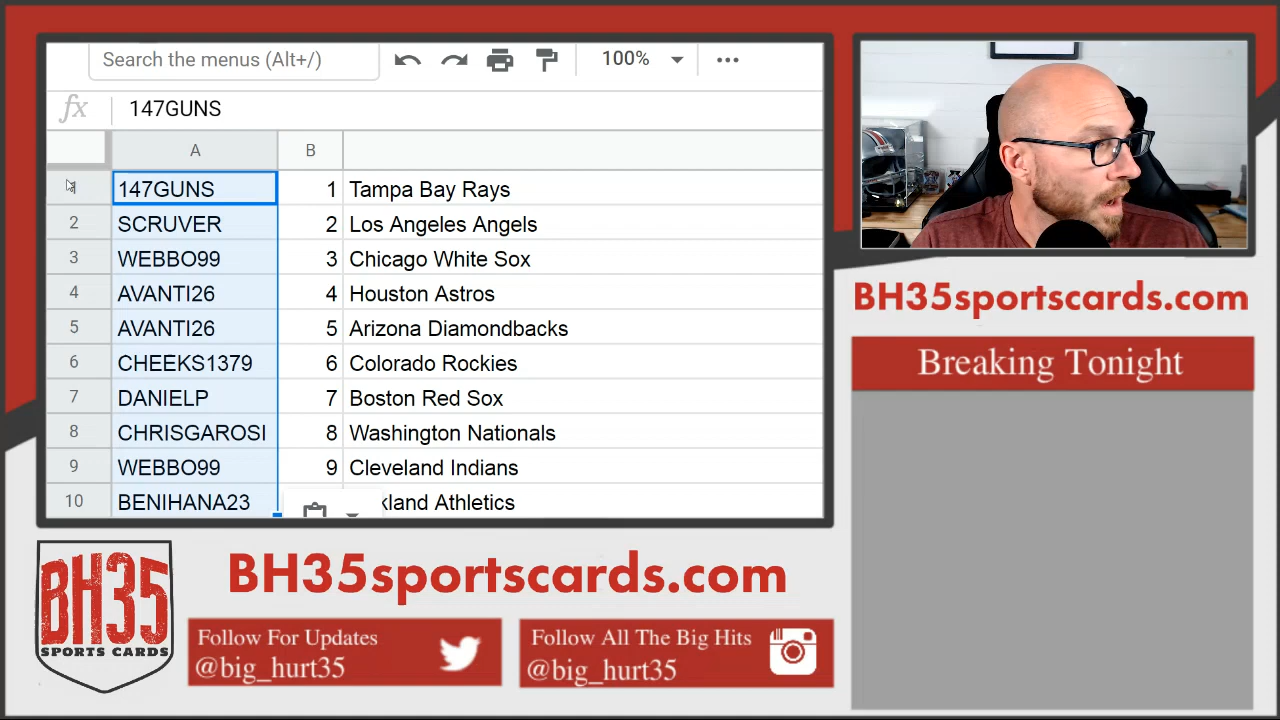 Search the menus (Alt+/)
100%
fx
147GUNS
A B
147GUNS 1 Tampa Bay Rays
2 SCRUVER 2 Los Angeles Angels
3 WEBBO99 3 Chicago White Sox
4 AVANTI26 4 Houston Astros
5 AVANTI26 5 Arizona Diamondbacks
6 CHEEKS1379 6 Colorado Rockies
7 DANIELP 7 Boston Red Sox
8 CHRISGAROSI 8 Washington Nationals
9 WEBBO99 9 Cleveland Indians
10 BENIHANA23 kland Athletics
BH35sportscards.com
Breaking Tonight
BH35
SPORTS CARDS
BH35sportscards.com
Follow For Updates
@big_hurt35
Follow All The Big Hits
@big_hurt35